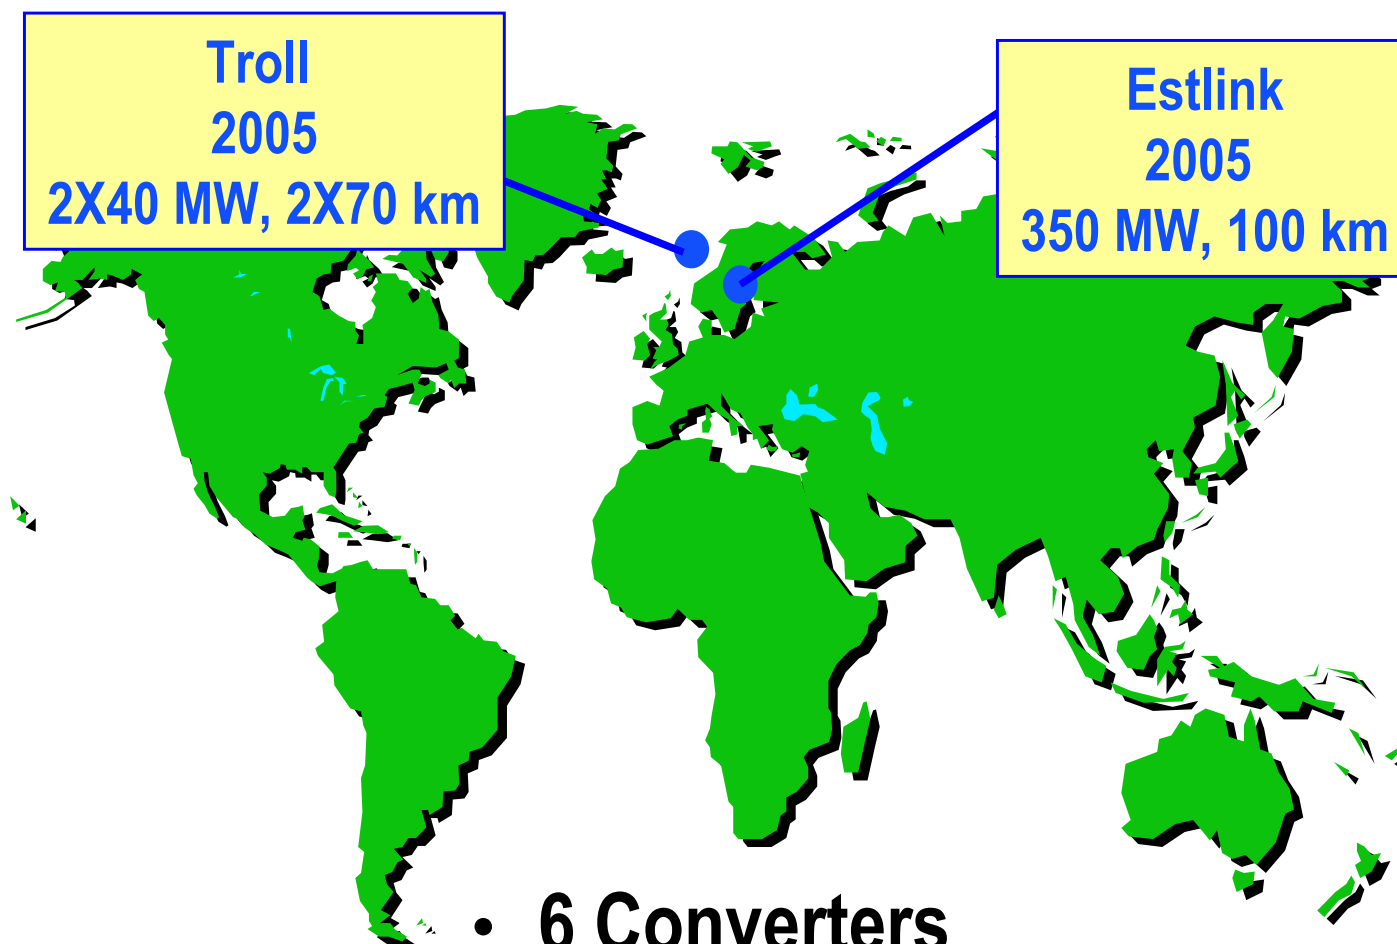 Troll
2005
2X40 MW, 2X70 km
Estlink
2005
350 MW, 100 km
• 6 Converters